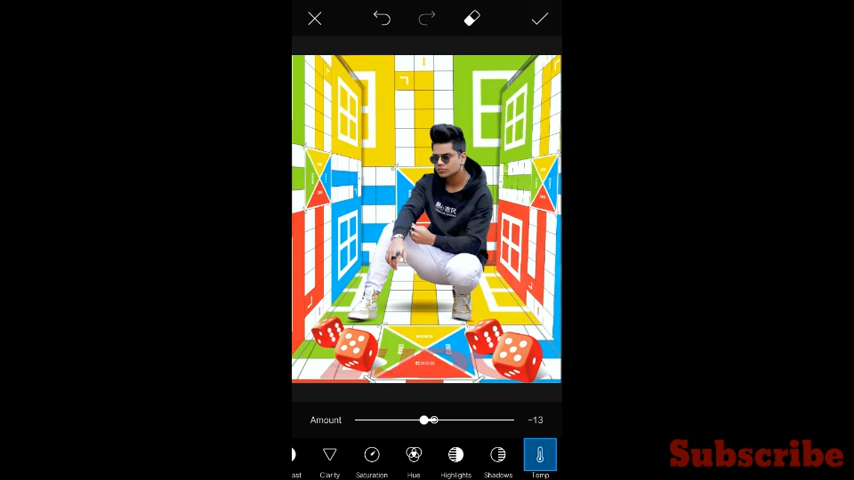 Amount
-13
ast
Clarity
Saturation
Hue
Highlights
Shadows
Temp
Subscribe